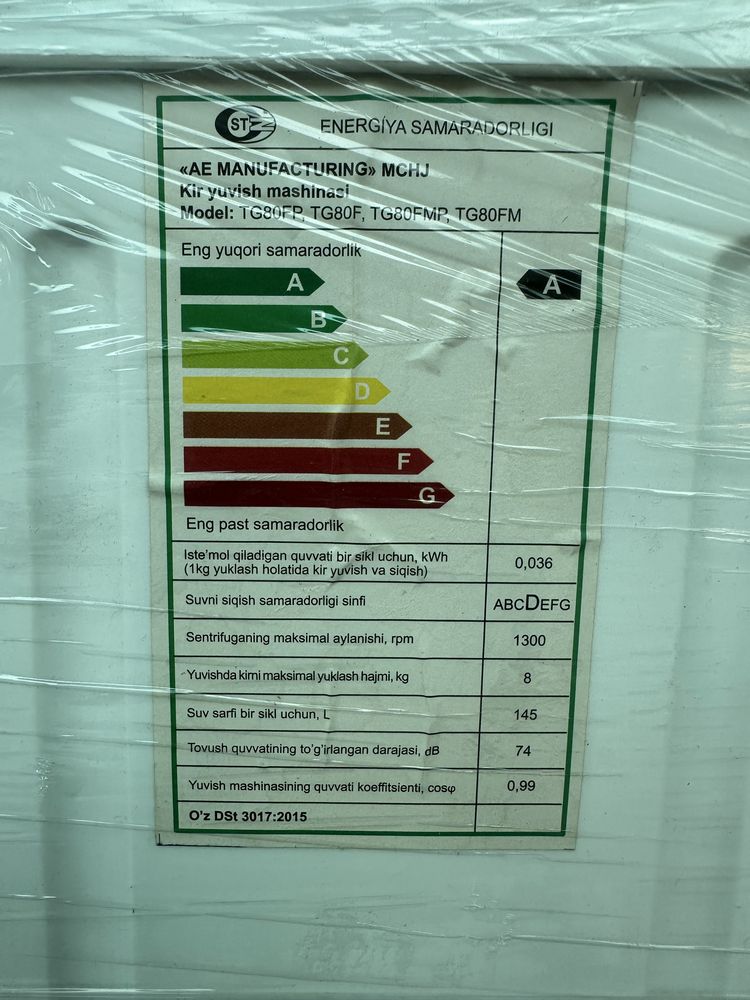 ST
ENERGÍYA SAMARADORLIGI
«AE MANUFACTURING» MCHJ
Kir yuvish mashinasi
Model: TG80FP, TG80F, TG80FMP, TG80FM
Eng yuqori samaradorlik
A
A
B
C
D
E
F
G
Eng past samaradorlik
Iste'mol qiladigan quvvati bir sikl uchun, kWh
(1kg yuklash holatida kir yuvish va siqish)
0,036
Suvni siqish samaradorligi sinfi
ABCDEFG
Sentrifuganing maksimal aylanishi, rpm
1300
Yuvishda kirni maksimal yuklash hajmi, kg
8
Suv sarfi bir sikl uchun, L
145
Tovush quvvatining to'g'irlangan darajasi, dB
74
Yuvish mashinasining quvvati koeffitsienti, cosφ
0,99
O'z DSt 3017:2015